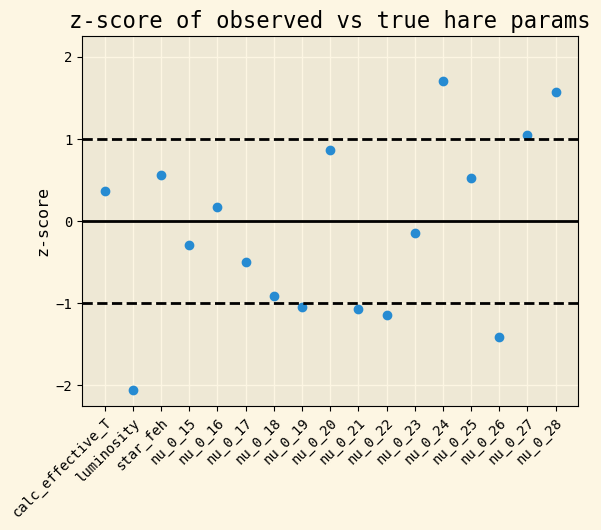 z-score of observed vs true hare params
z-score
2
1
0
−1
−2
calc_effective_T
luminosity
star_feh
nu_0_15
nu_0_16
nu_0_17
nu_0_18
nu_0_19
nu_0_20
nu_0_21
nu_0_22
nu_0_23
nu_0_24
nu_0_25
nu_0_26
nu_0_27
nu_0_28